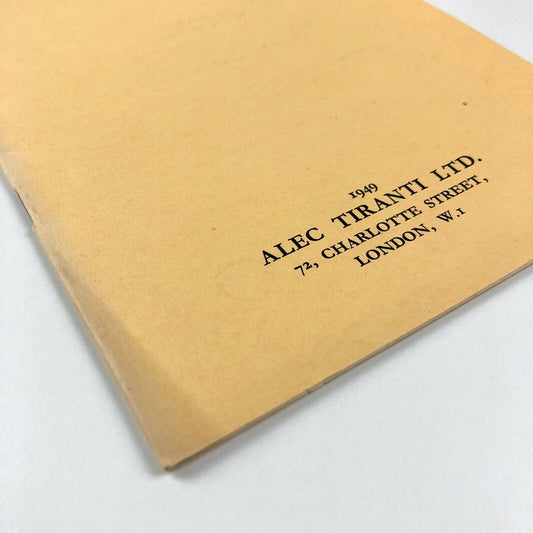 1949
ALEC TIRANTI LTD.
72, CHARLOTTE STREET,
LONDON, W.1